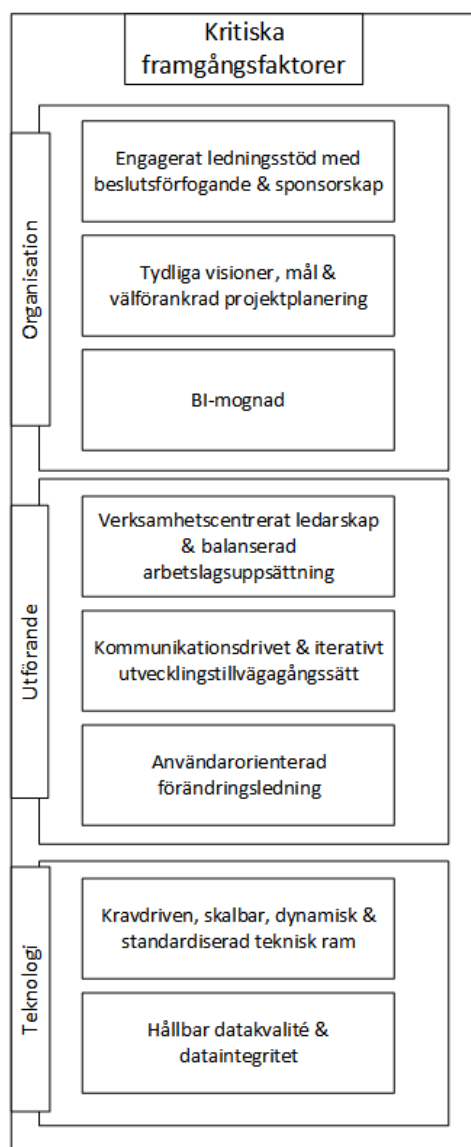 Kritiska
framgångsfaktorer
Organisation
Engagerat ledningsstöd med
beslutsförfogande & sponsorskap
Tydliga visioner, mål &
välförankrad projektplanering
BI-mognad
Utförande
Verksamhetscentrerat ledarskap
& balanserad
arbetslagsuppsättning
Kommunikationsdrivet & iterativt
utvecklingstillvägagångssätt
Användarorienterad
förändringsledning
Teknologi
Kravdriven, skalbar, dynamisk &
standardiserad teknisk ram
Hållbar datakvalité &
dataintegritet